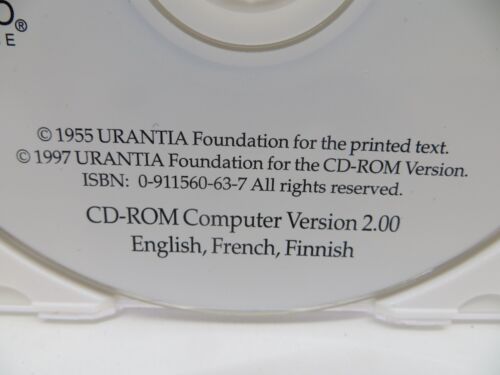 ®
© 1955 URANTIA Foundation for the printed text.
© 1997 URANTIA Foundation for the CD-ROM Version.
ISBN: 0-911560-63-7 All rights reserved.
CD-ROM Computer Version 2.00
English, French, Finnish